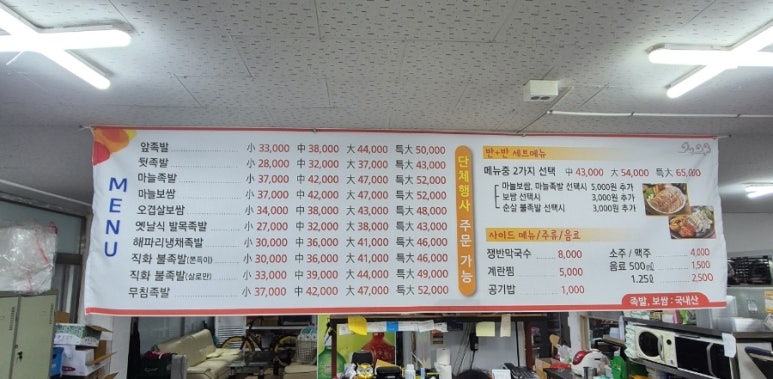 MENU
앞족발 小 33,000 中 38,000 大 44,000 특大 50,000
뒷족발 小 28,000 中 32,000 大 37,000 특大 43,000
마늘족발 小 37,000 中 42,000 大 47,000 특大 52,000
마늘보쌈 小 37,000 中 42,000 大 47,000 특大 52,000
오겹살보쌈 小 34,000 中 38,000 大 43,000 특大 48,000
옛날식 발목족발 小 27,000 中 32,000 大 38,000 특大 43,000
해파리냉채족발 小 30,000 中 36,000 大 41,000 특大 46,000
직화 불족발(쫀득이) 小 30,000 中 36,000 大 41,000 특大 46,000
직화 불족발(살로만) 小 33,000 中 39,000 大 44,000 특大 49,000
무침족발 小 37,000 中 42,000 大 47,000 특大 52,000
단체행사 주문 가능
반+반 세트메뉴
메뉴중 2가지 선택 中 43,000 大 54,000 특大 65,000
마늘보쌈, 마늘족발 선택시 5,000원 추가
보쌈 선택시 3,000원 추가
순살 불족발 선택시 3,000원 추가
사이드 메뉴/주류/음료
쟁반막국수 8,000 소주 / 맥주 4,000
계란찜 5,000 음료 500㎖ 1,500
공기밥 1,000 1.25ℓ 2,500
족발, 보쌈 : 국내산